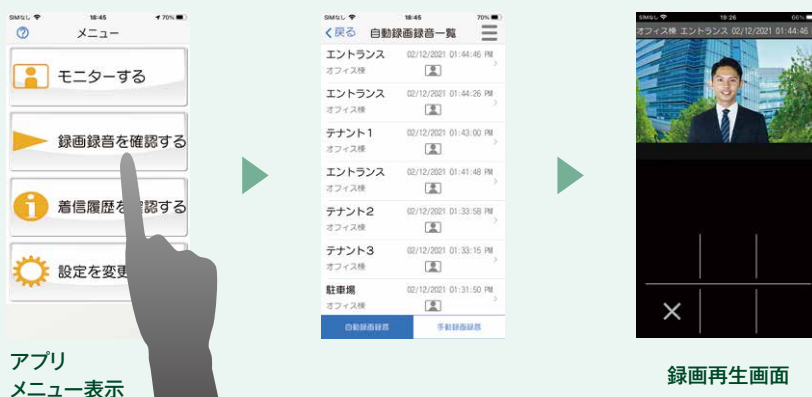 SIMなし 18:45 70%
メニュー
モニターする
録画録音を確認する
着信履歴を 認する
設定を変更
アプリ
メニュー表示
SIMなし 18:45 70%
戻る 自動録画録音一覧
エントランス 02/12/2021 01:44:46 PM
オフィス棟
エントランス 02/12/2021 01:44:26 PM
オフィス棟
テナント1 02/12/2021 01:43:00 PM
オフィス棟
エントランス 02/12/2021 01:41:48 PM
オフィス棟
テナント2 02/12/2021 01:33:58 PM
オフィス棟
テナント3 02/12/2021 01:33:15 PM
オフィス棟
駐車場 02/12/2021 01:31:50 PM
オフィス棟
自動録画録音 手動録画録音
SIMなし 19:26 66%
オフィス棟 エントランス 02/12/2021 01:44:46
録画再生画面